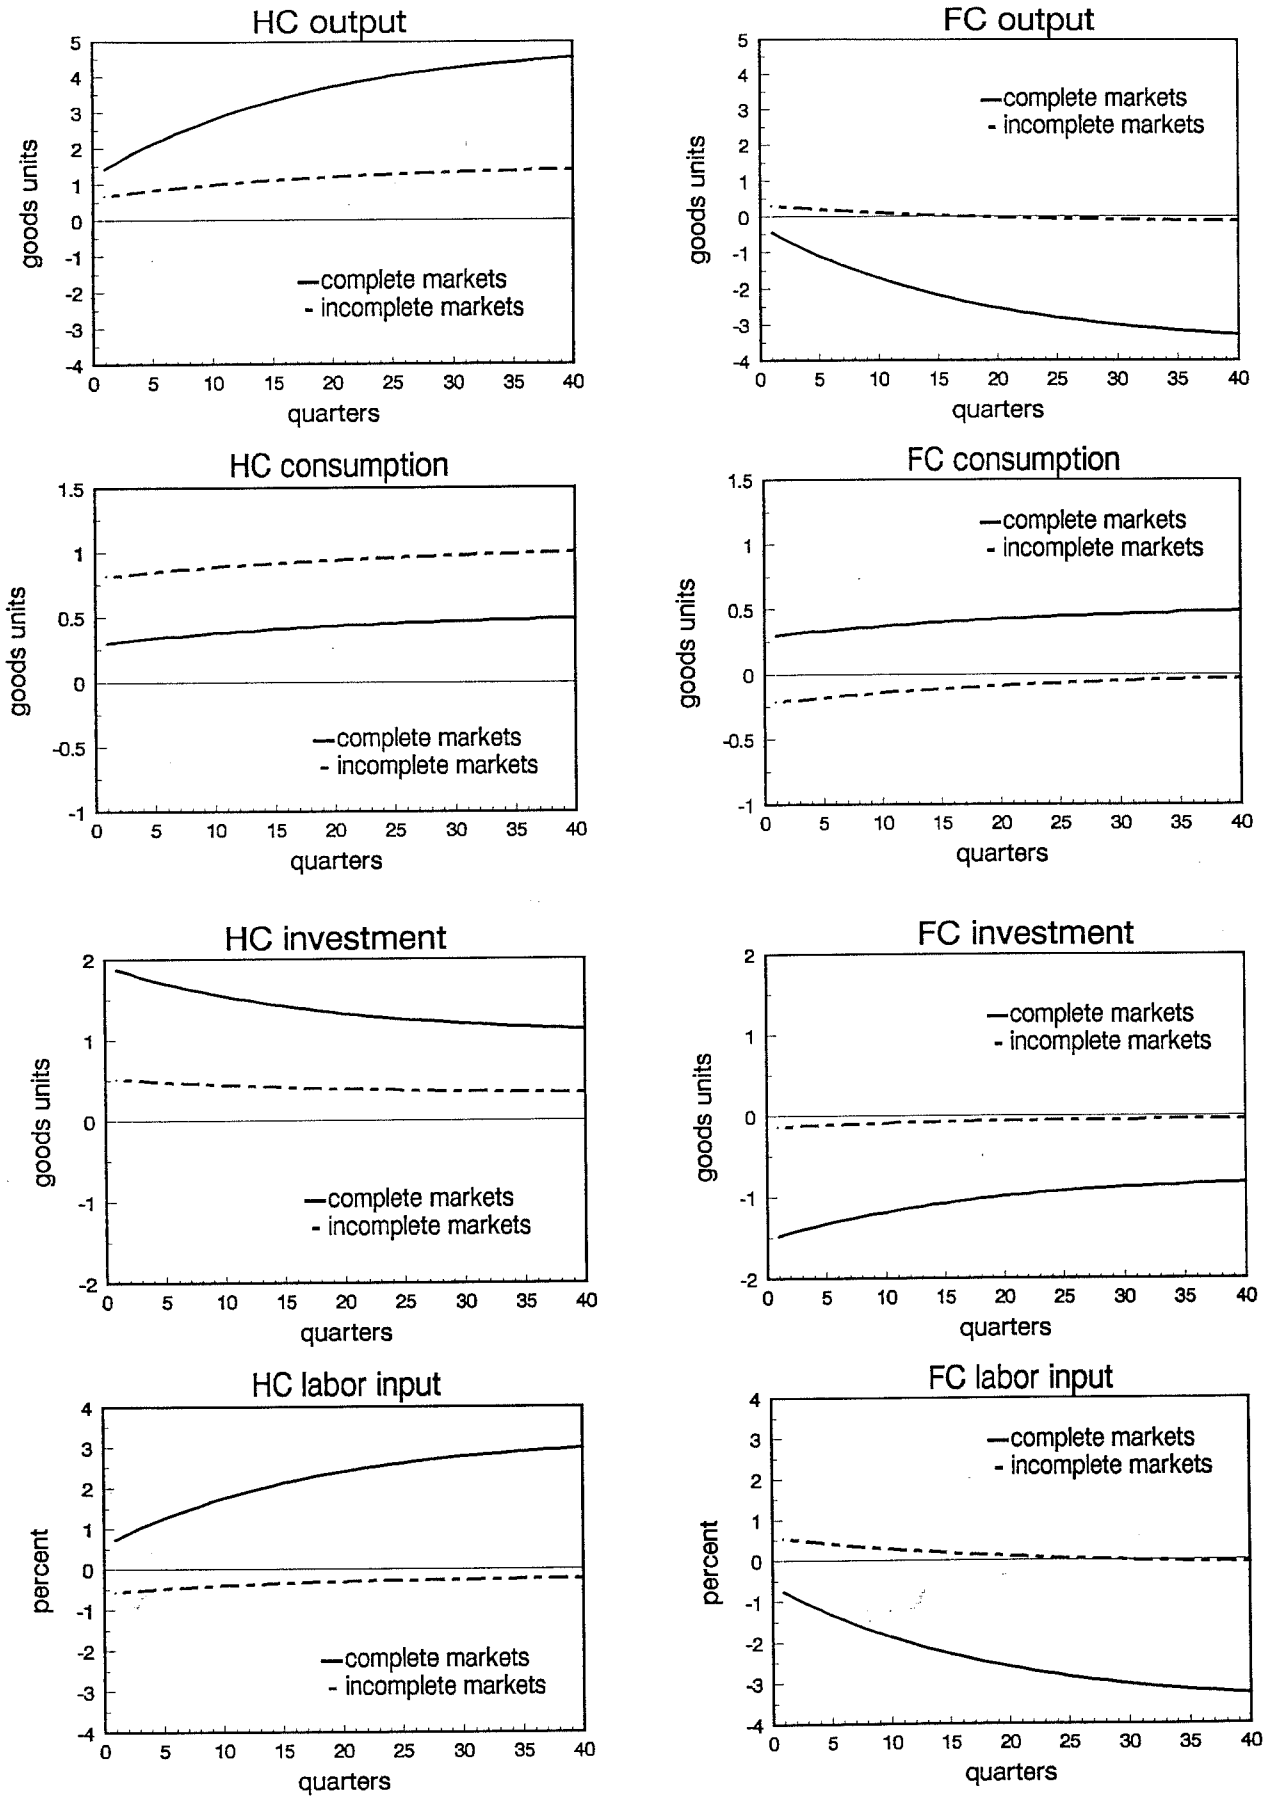 HC output
5
4
3
2
1
0
-1
-2
-3
-4
goods units
complete markets
incomplete markets
0 5 10 15 20 25 30 35 40
quarters
FC output
5
4
3
2
1
0
-1
-2
-3
-4
goods units
complete markets
incomplete markets
0 5 10 15 20 25 30 35 40
quarters
HC consumption
1.5
1
0.5
0
-0.5
-1
goods units
complete markets
incomplete markets
0 5 10 15 20 25 30 35 40
quarters
FC consumption
1.5
1
0.5
0
-0.5
-1
goods units
complete markets
incomplete markets
0 5 10 15 20 25 30 35 40
quarters
HC investment
2
1
0
-1
-2
goods units
complete markets
incomplete markets
0 5 10 15 20 25 30 35 40
quarters
FC investment
2
1
0
-1
-2
goods units
complete markets
incomplete markets
0 5 10 15 20 25 30 35 40
quarters
HC labor input
4
3
2
1
0
-1
-2
-3
-4
percent
complete markets
incomplete markets
0 5 10 15 20 25 30 35 40
quarters
FC labor input
4
3
2
1
0
-1
-2
-3
-4
percent
complete markets
incomplete markets
0 5 10 15 20 25 30 35 40
quarters